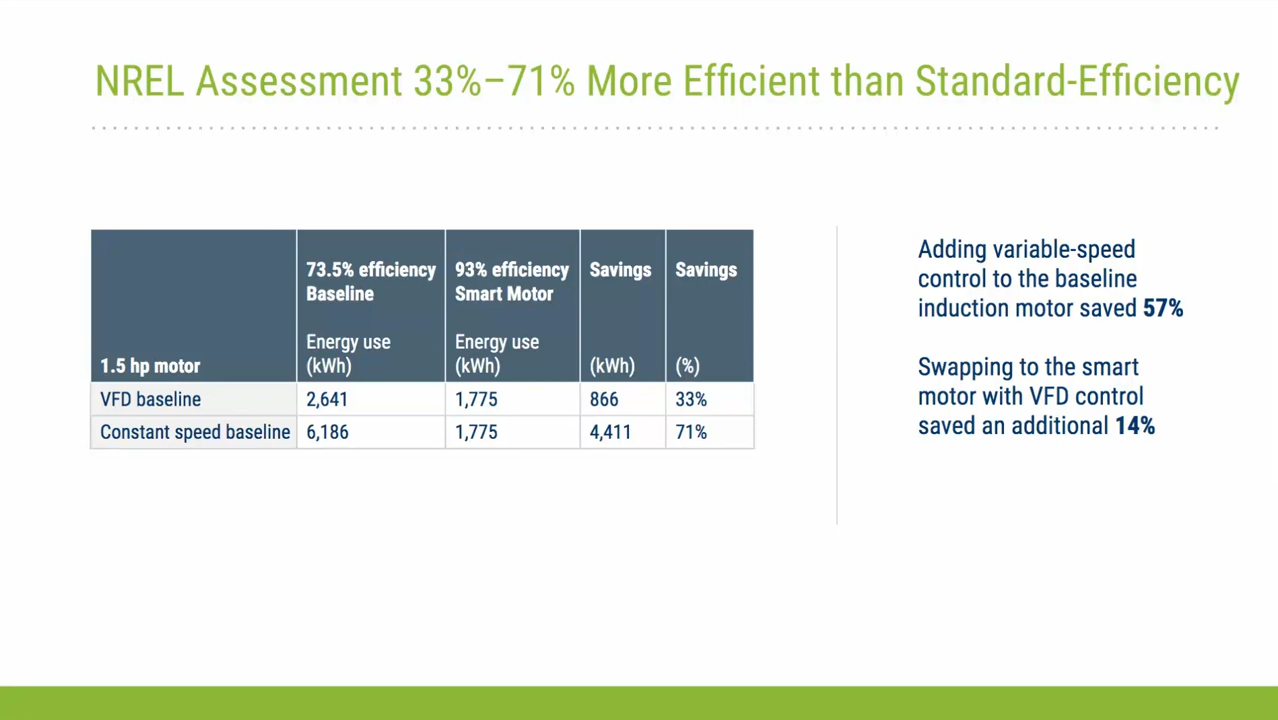 NREL Assessment 33%–71% More Efficient than Standard-Efficiency
1.5 hp motor
73.5% efficiency
Baseline
Energy use
(kWh)
93% efficiency
Smart Motor
Energy use
(kWh)
Savings
(kWh)
Savings
(%)
VFD baseline 2,641 1,775 866 33%
Constant speed baseline 6,186 1,775 4,411 71%
Adding variable-speed
control to the baseline
induction motor saved 57%
Swapping to the smart
motor with VFD control
saved an additional 14%